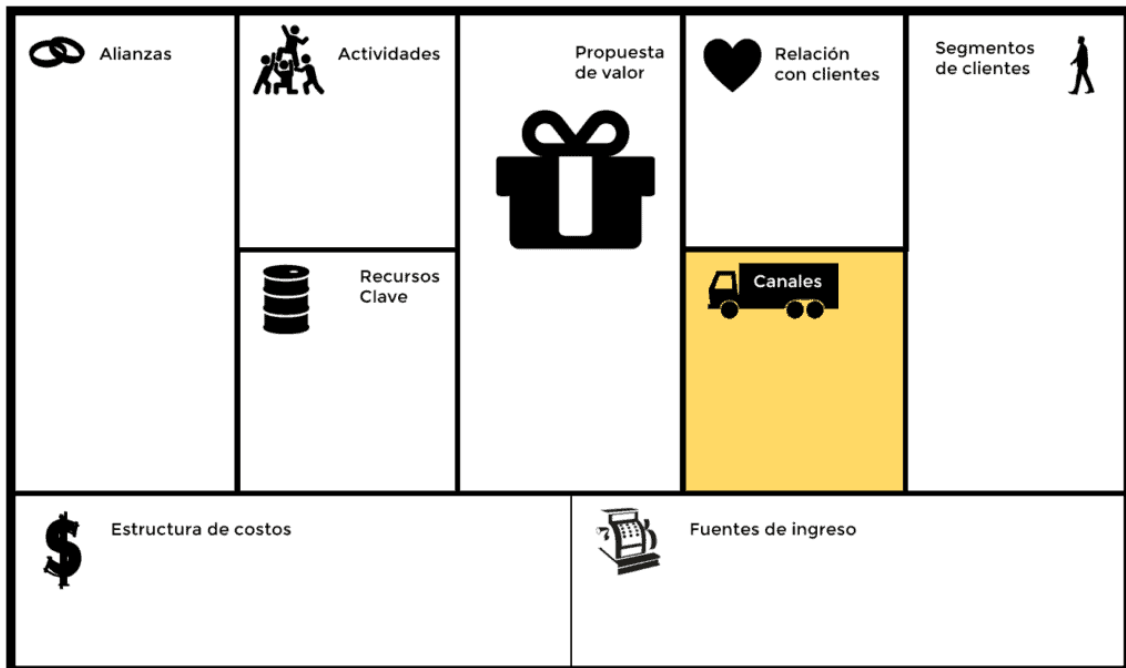 Alianzas
Actividades
Propuesta
de valor
Relación
con clientes
Segmentos
de clientes
Recursos
Clave
Canales
Estructura de costos
Fuentes de ingreso